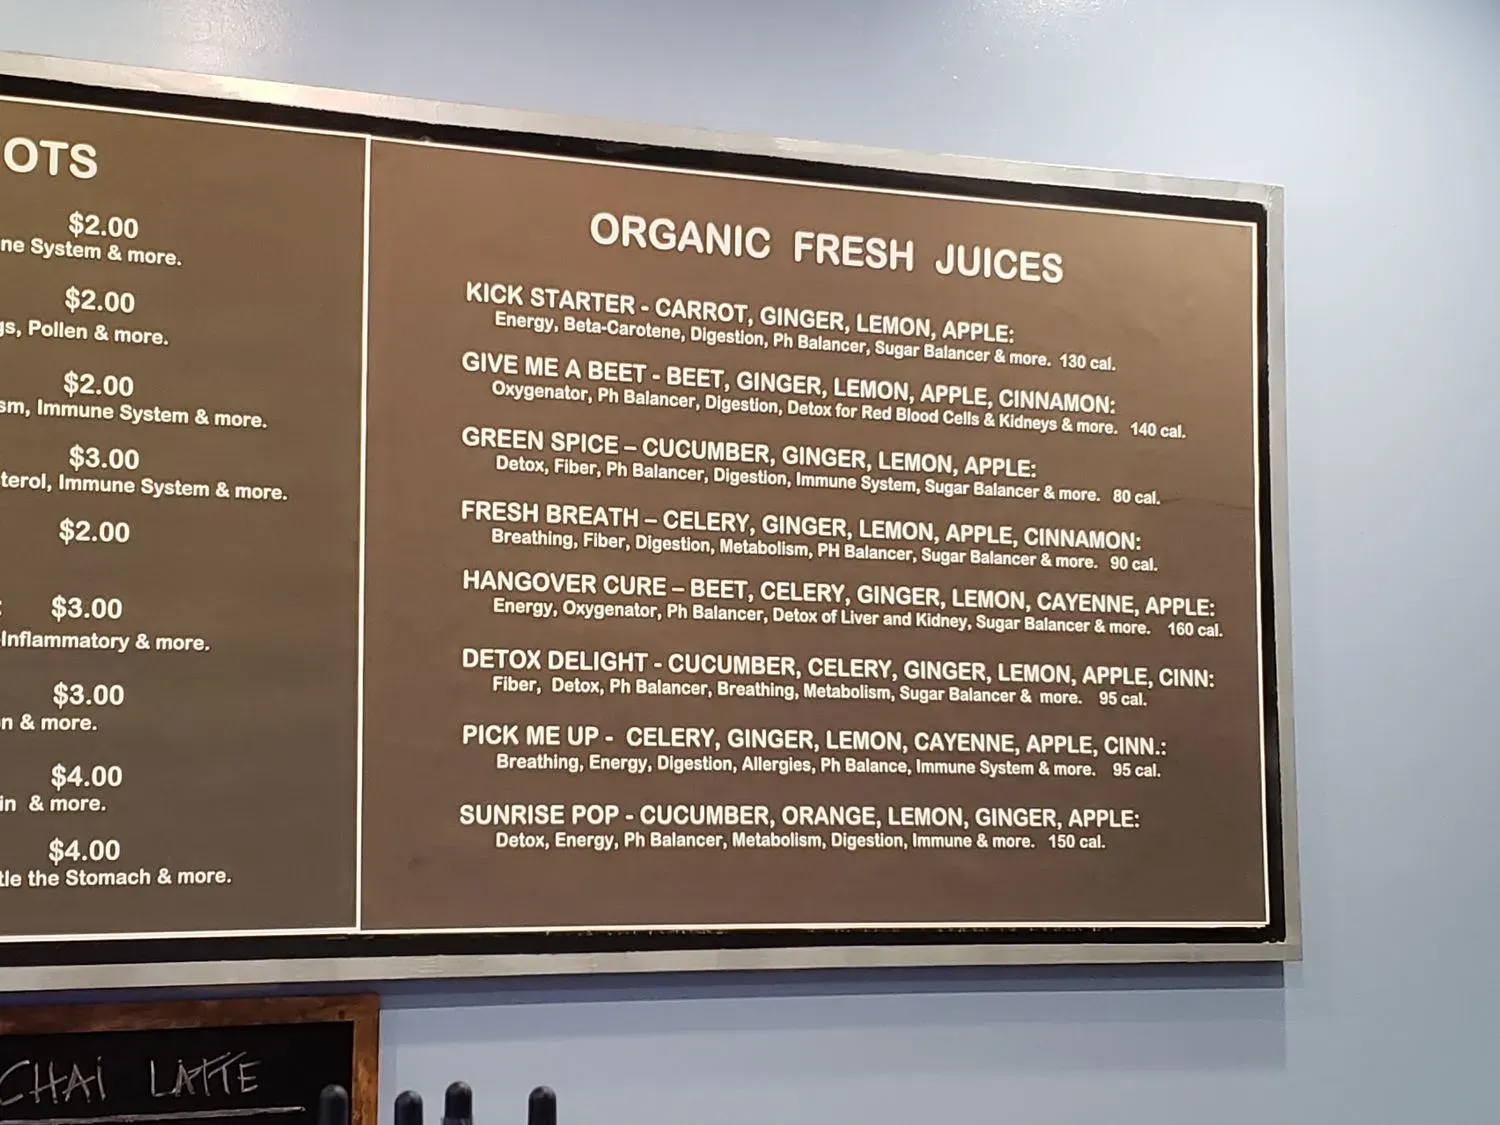 OTS
$2.00
ne System & more.
$2.00
gs, Pollen & more.
$2.00
sm, Immune System & more.
$3.00
terol, Immune System & more.
$2.00
$3.00
-Inflammatory & more.
$3.00
n & more.
$4.00
in & more.
$4.00
tle the Stomach & more.
ORGANIC FRESH JUICES
KICK STARTER - CARROT, GINGER, LEMON, APPLE:
Energy, Beta-Carotene, Digestion, Ph Balancer, Sugar Balancer & more. 130 cal.
GIVE ME A BEET - BEET, GINGER, LEMON, APPLE, CINNAMON:
Oxygenator, Ph Balancer, Digestion, Detox for Red Blood Cells & Kidneys & more. 140 cal.
GREEN SPICE – CUCUMBER, GINGER, LEMON, APPLE:
Detox, Fiber, Ph Balancer, Digestion, Immune System, Sugar Balancer & more. 80 cal.
FRESH BREATH – CELERY, GINGER, LEMON, APPLE, CINNAMON:
Breathing, Fiber, Digestion, Metabolism, PH Balancer, Sugar Balancer & more. 90 cal.
HANGOVER CURE – BEET, CELERY, GINGER, LEMON, CAYENNE, APPLE:
Energy, Oxygenator, Ph Balancer, Detox of Liver and Kidney, Sugar Balancer & more. 160 cal.
DETOX DELIGHT - CUCUMBER, CELERY, GINGER, LEMON, APPLE, CINN:
Fiber, Detox, Ph Balancer, Breathing, Metabolism, Sugar Balancer & more. 95 cal.
PICK ME UP - CELERY, GINGER, LEMON, CAYENNE, APPLE, CINN.:
Breathing, Energy, Digestion, Allergies, Ph Balance, Immune System & more. 95 cal.
SUNRISE POP - CUCUMBER, ORANGE, LEMON, GINGER, APPLE:
Detox, Energy, Ph Balancer, Metabolism, Digestion, Immune & more. 150 cal.
CHAI LATTE